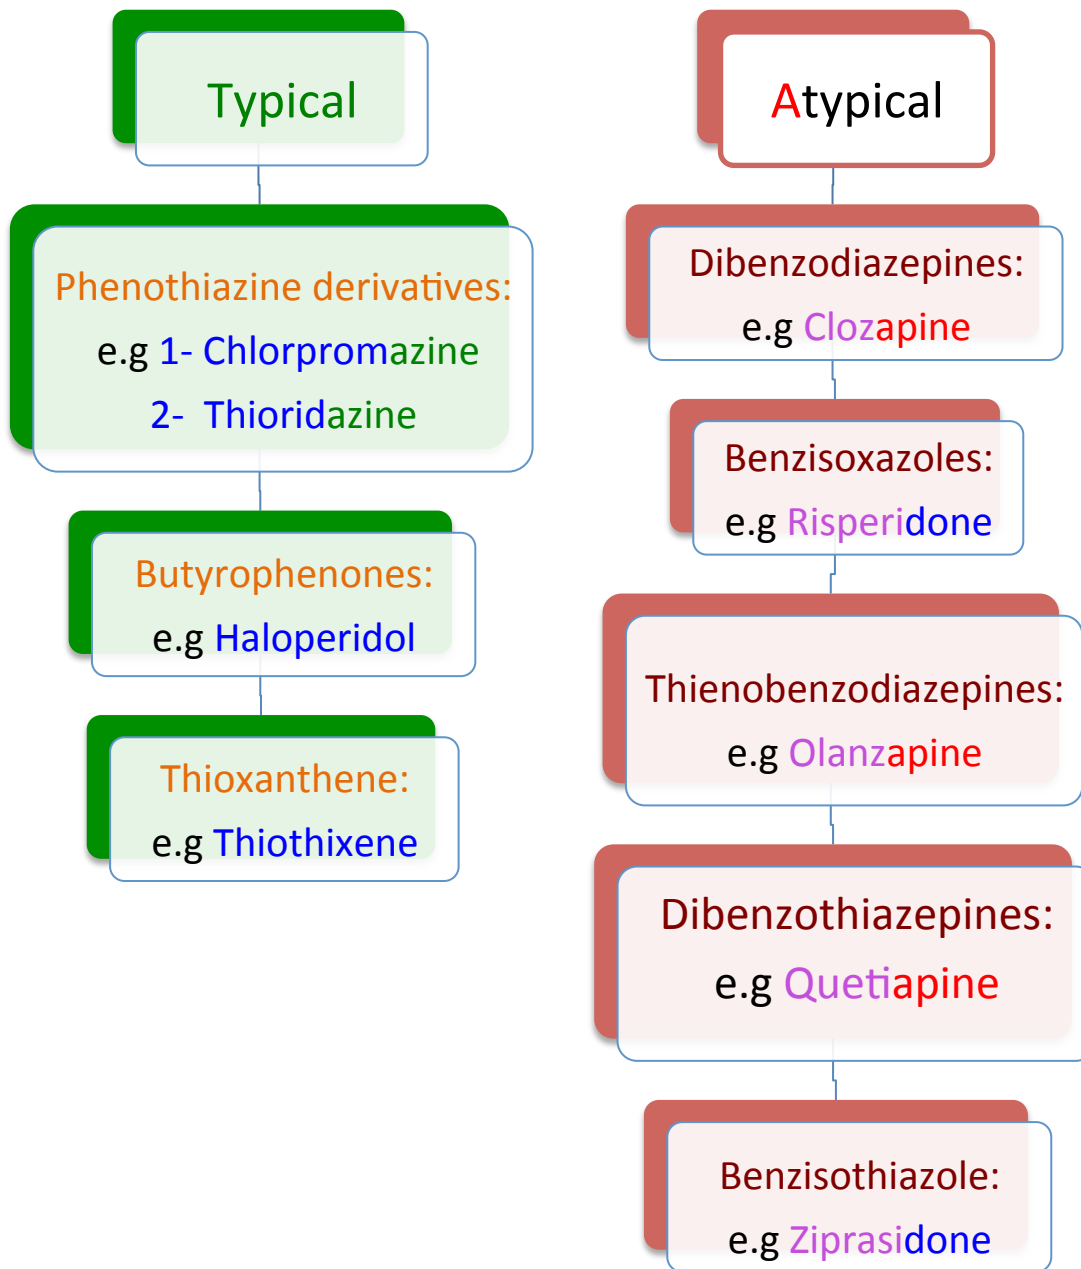 Typical
Phenothiazine derivatives:
e.g 1- Chlorpromazine
2- Thioridazine
Butyrophenones:
e.g Haloperidol
Thioxanthene:
e.g Thiothixene
Atypical
Dibenzodiazepines:
e.g Clozapine
Benzisoxazoles:
e.g Risperidone
Thienobenzodiazepines:
e.g Olanzapine
Dibenzothiazepines:
e.g Quetiapine
Benzisothiazole:
e.g Ziprasidone